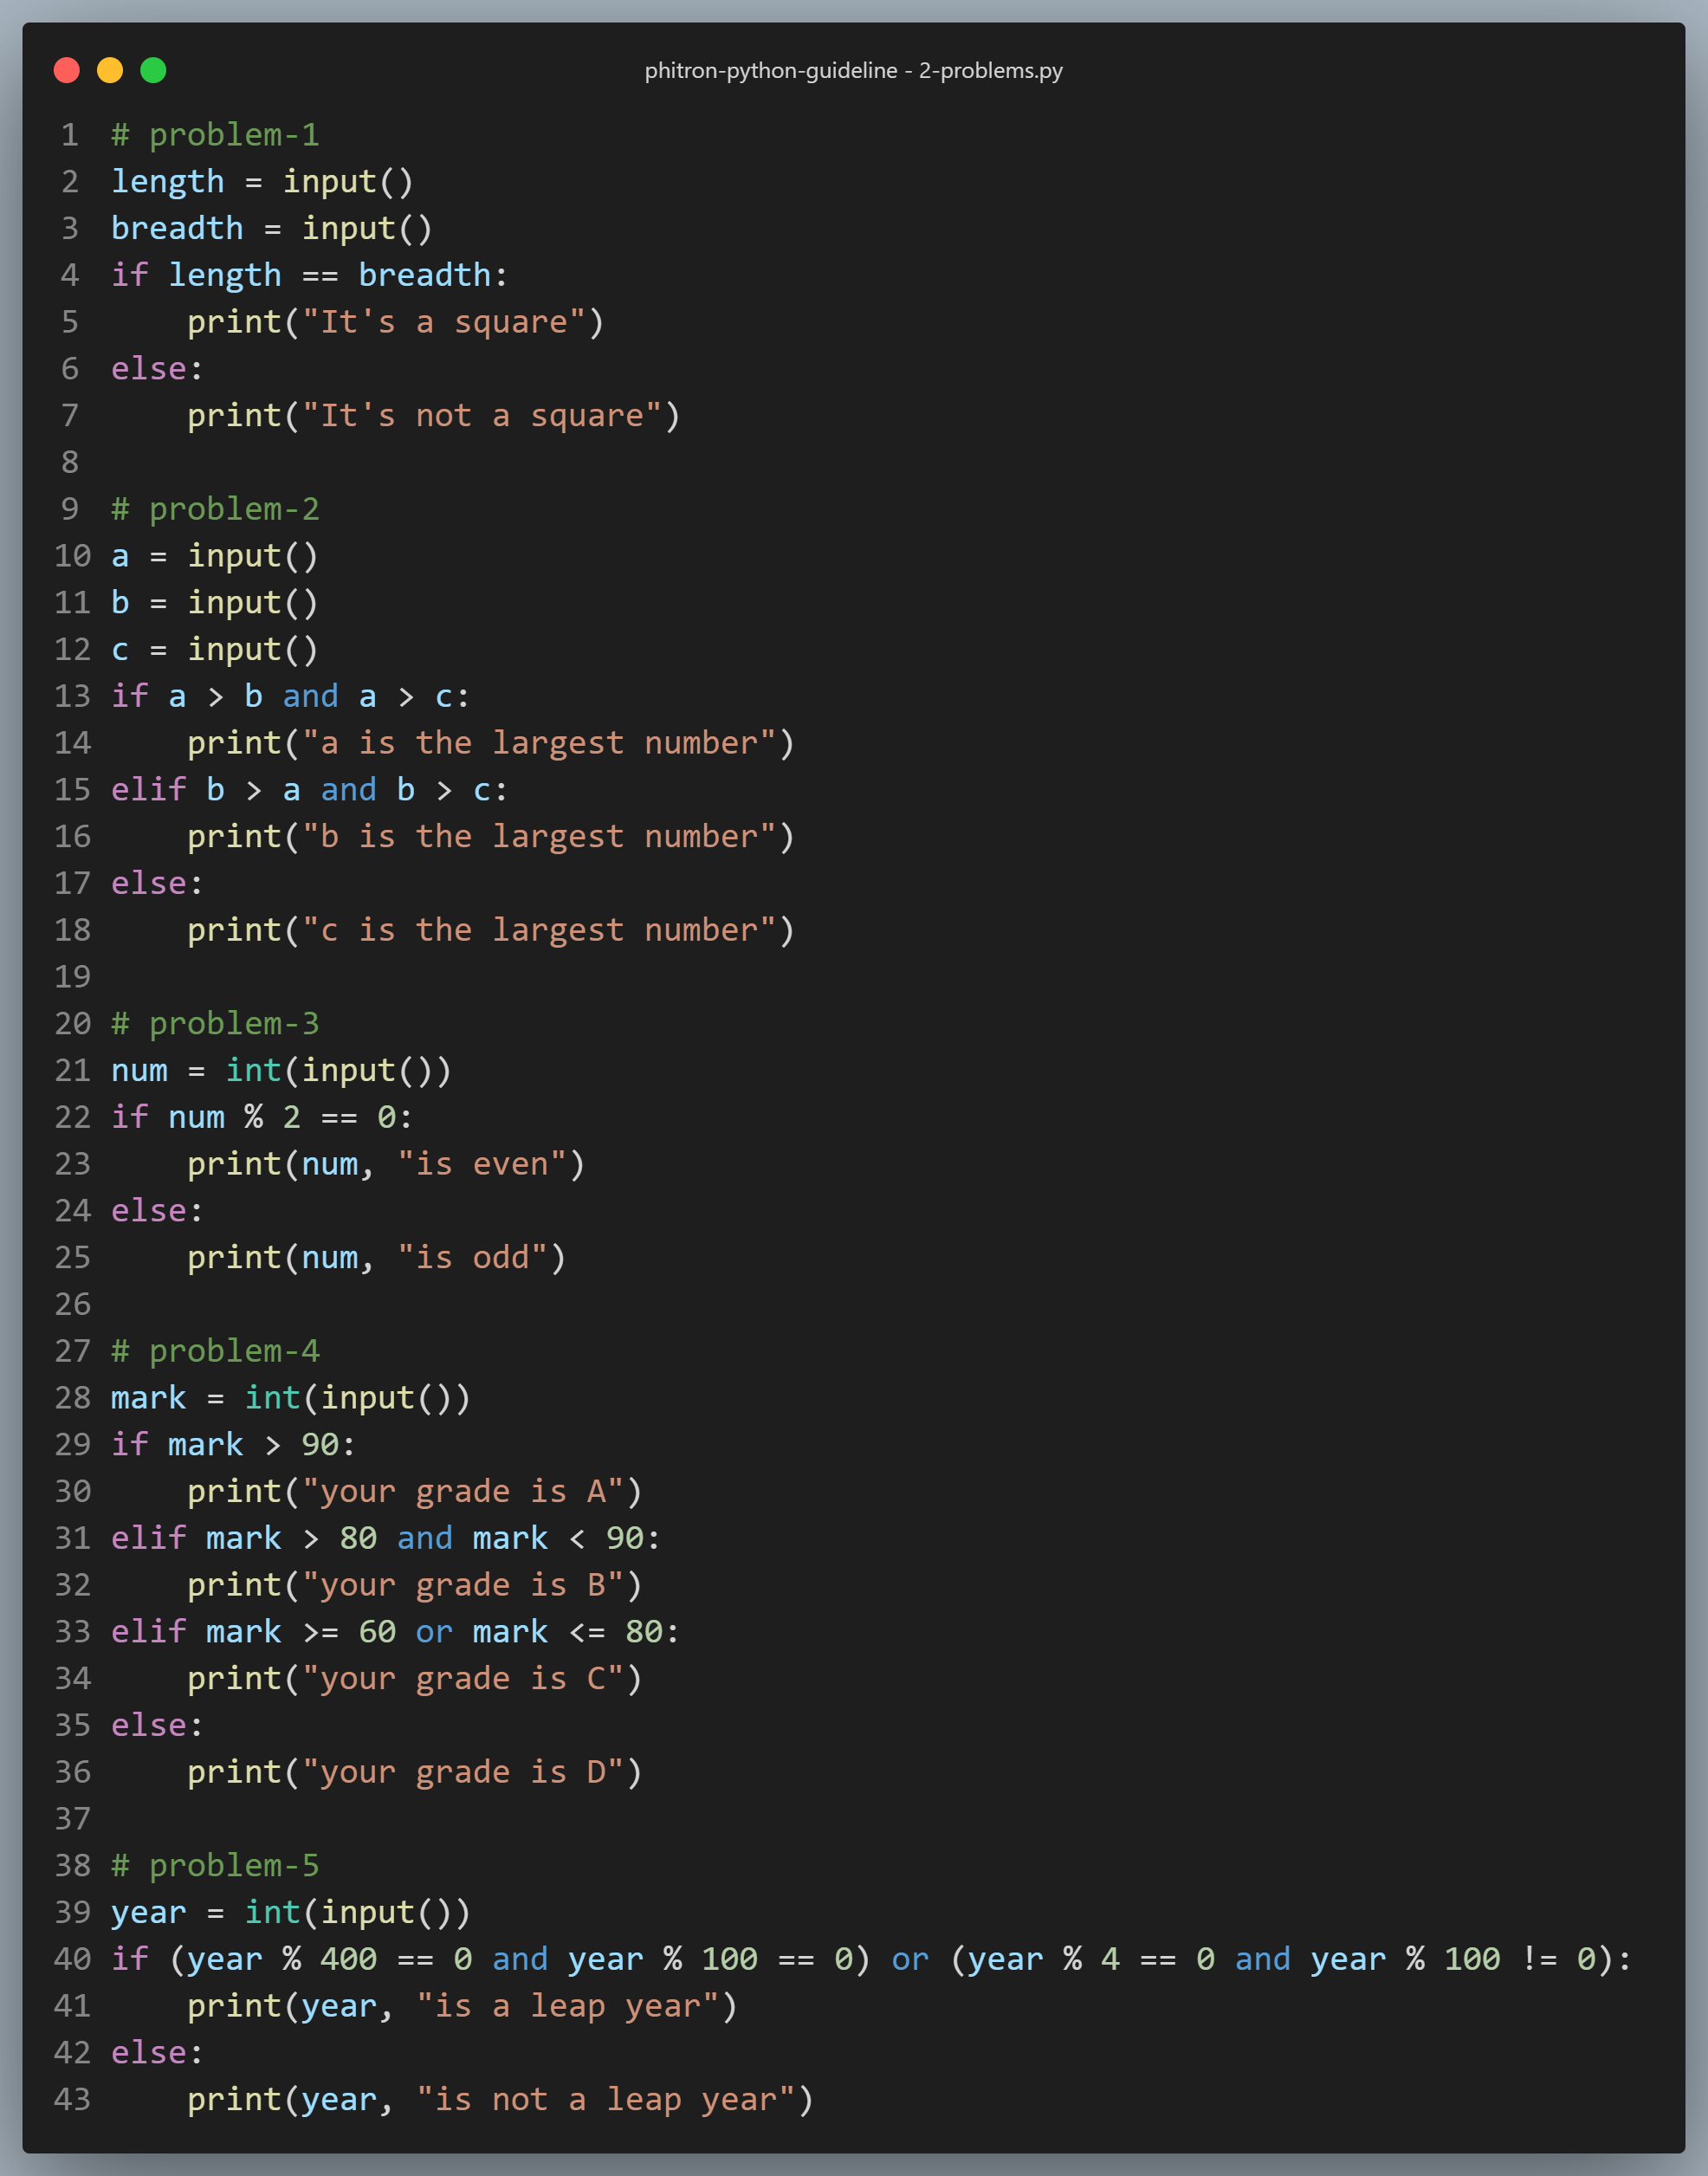 phitron-python-guideline - 2-problems.py
1 # problem-1
2 length = input()
3 breadth = input()
4 if length == breadth:
5     print("It's a square")
6 else:
7     print("It's not a square")
8
9 # problem-2
10 a = input()
11 b = input()
12 c = input()
13 if a > b and a > c:
14     print("a is the largest number")
15 elif b > a and b > c:
16     print("b is the largest number")
17 else:
18     print("c is the largest number")
19
20 # problem-3
21 num = int(input())
22 if num % 2 == 0:
23     print(num, "is even")
24 else:
25     print(num, "is odd")
26
27 # problem-4
28 mark = int(input())
29 if mark > 90:
30     print("your grade is A")
31 elif mark > 80 and mark < 90:
32     print("your grade is B")
33 elif mark >= 60 or mark <= 80:
34     print("your grade is C")
35 else:
36     print("your grade is D")
37
38 # problem-5
39 year = int(input())
40 if (year % 400 == 0 and year % 100 == 0) or (year % 4 == 0 and year % 100 != 0):
41     print(year, "is a leap year")
42 else:
43     print(year, "is not a leap year")